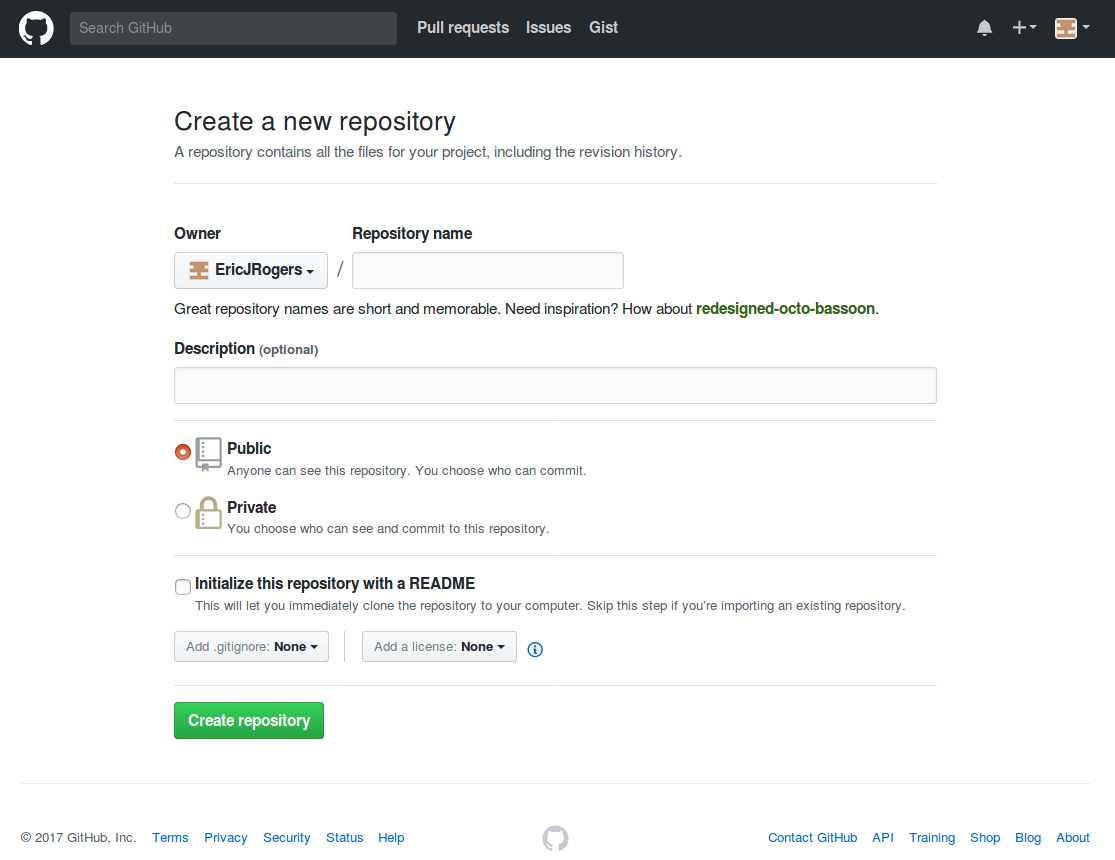 Search GitHub Pull requests Issues Gist
Create a new repository
A repository contains all the files for your project, including the revision history.
Owner Repository name
EricJRogers /
Great repository names are short and memorable. Need inspiration? How about redesigned-octo-bassoon.
Description (optional)
Public
Anyone can see this repository. You choose who can commit.
Private
You choose who can see and commit to this repository.
Initialize this repository with a README
This will let you immediately clone the repository to your computer. Skip this step if you're importing an existing repository.
Add .gitignore: None Add a license: None
Create repository
© 2017 GitHub, Inc. Terms Privacy Security Status Help Contact GitHub API Training Shop Blog About